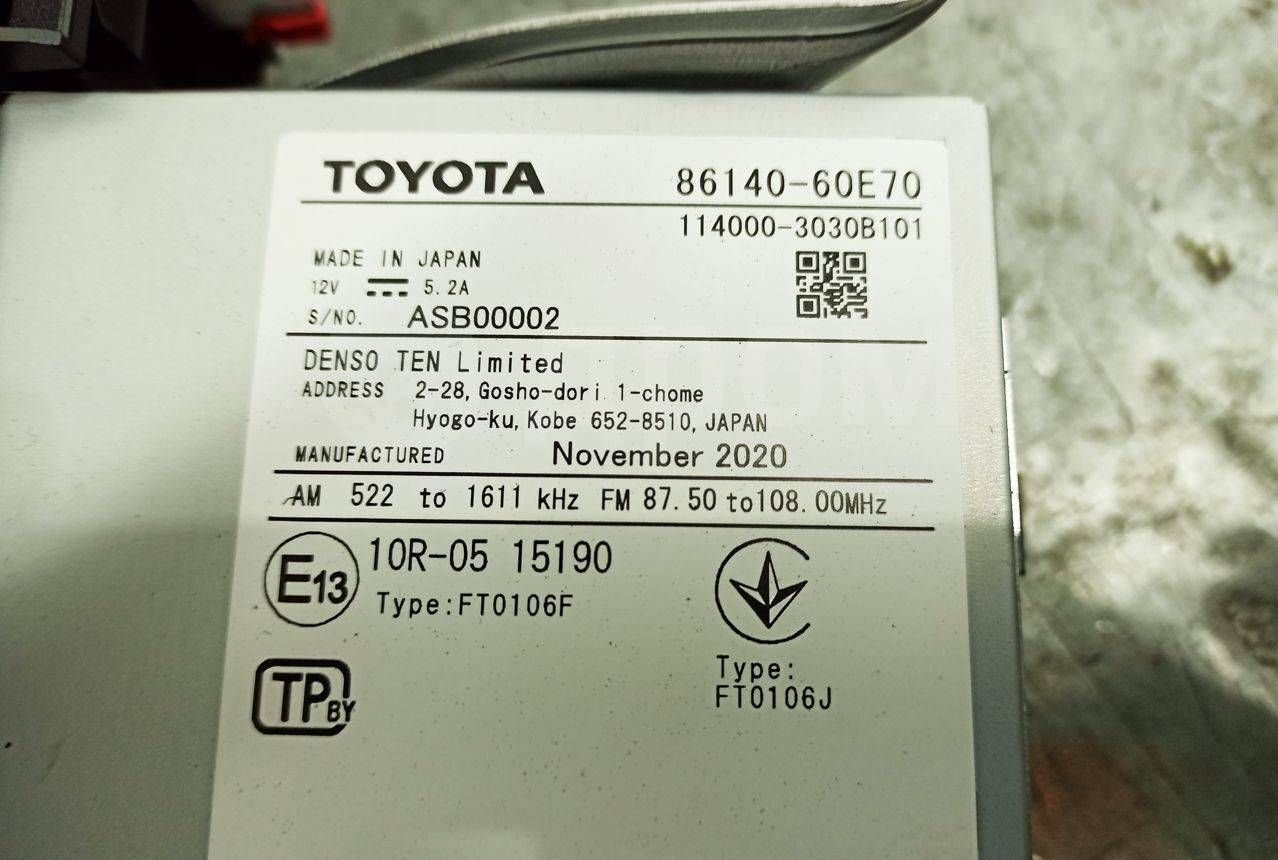 TOYOTA 86140-60E70
114000-3030B101
MADE IN JAPAN
12V 5.2A
S/NO. ASB00002
DENSO TEN Limited
ADDRESS 2-28, Gosho-dori 1-chome
Hyogo-ku, Kobe 652-8510, JAPAN
MANUFACTURED November 2020
AM 522 to 1611 kHz FM 87.50 to 108.00MHz
E13 10R-05 15190
Type:FT0106F
TP BY
Type:
FT0106J